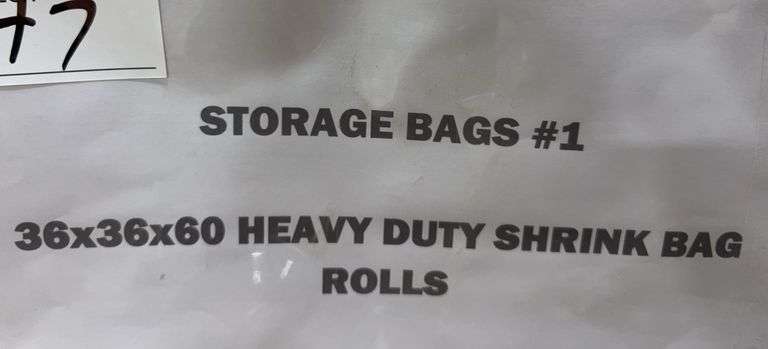 STORAGE BAGS #1
36x36x60 HEAVY DUTY SHRINK BAG
ROLLS